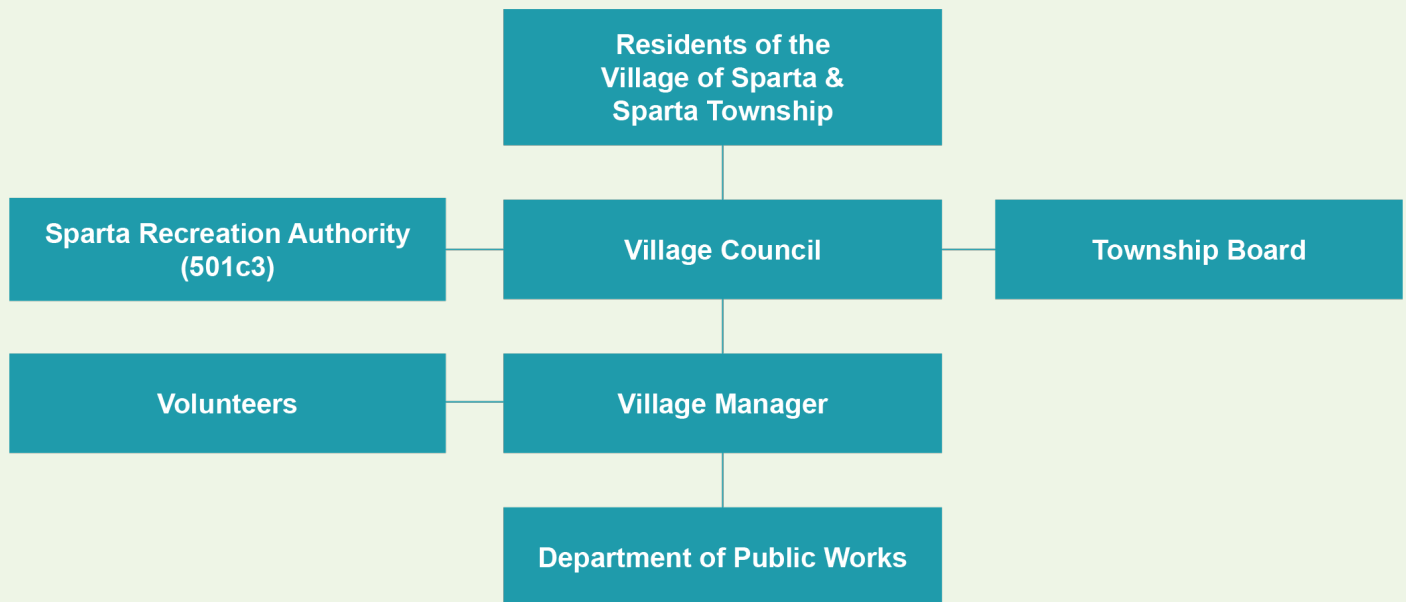 Residents of the
Village of Sparta &
Sparta Township
Sparta Recreation Authority
(501c3)
Village Council
Township Board
Volunteers
Village Manager
Department of Public Works